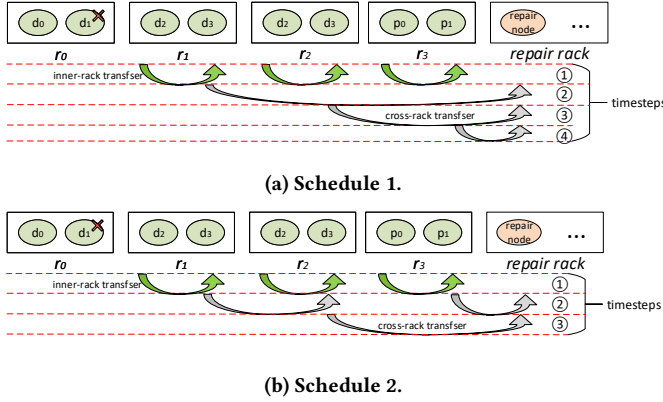 d0 d1 d2 d3 d2 d3 p0 p1 repair node ...
r0 r1 r2 r3 repair rack
inner-rack transfser ①
②
cross-rack transfser ③
④
timesteps
(a) Schedule 1.
d0 d1 d2 d3 d2 d3 p0 p1 repair node ...
r0 r1 r2 r3 repair rack
inner-rack transfser ①
② timesteps
cross-rack transfser ③
(b) Schedule 2.